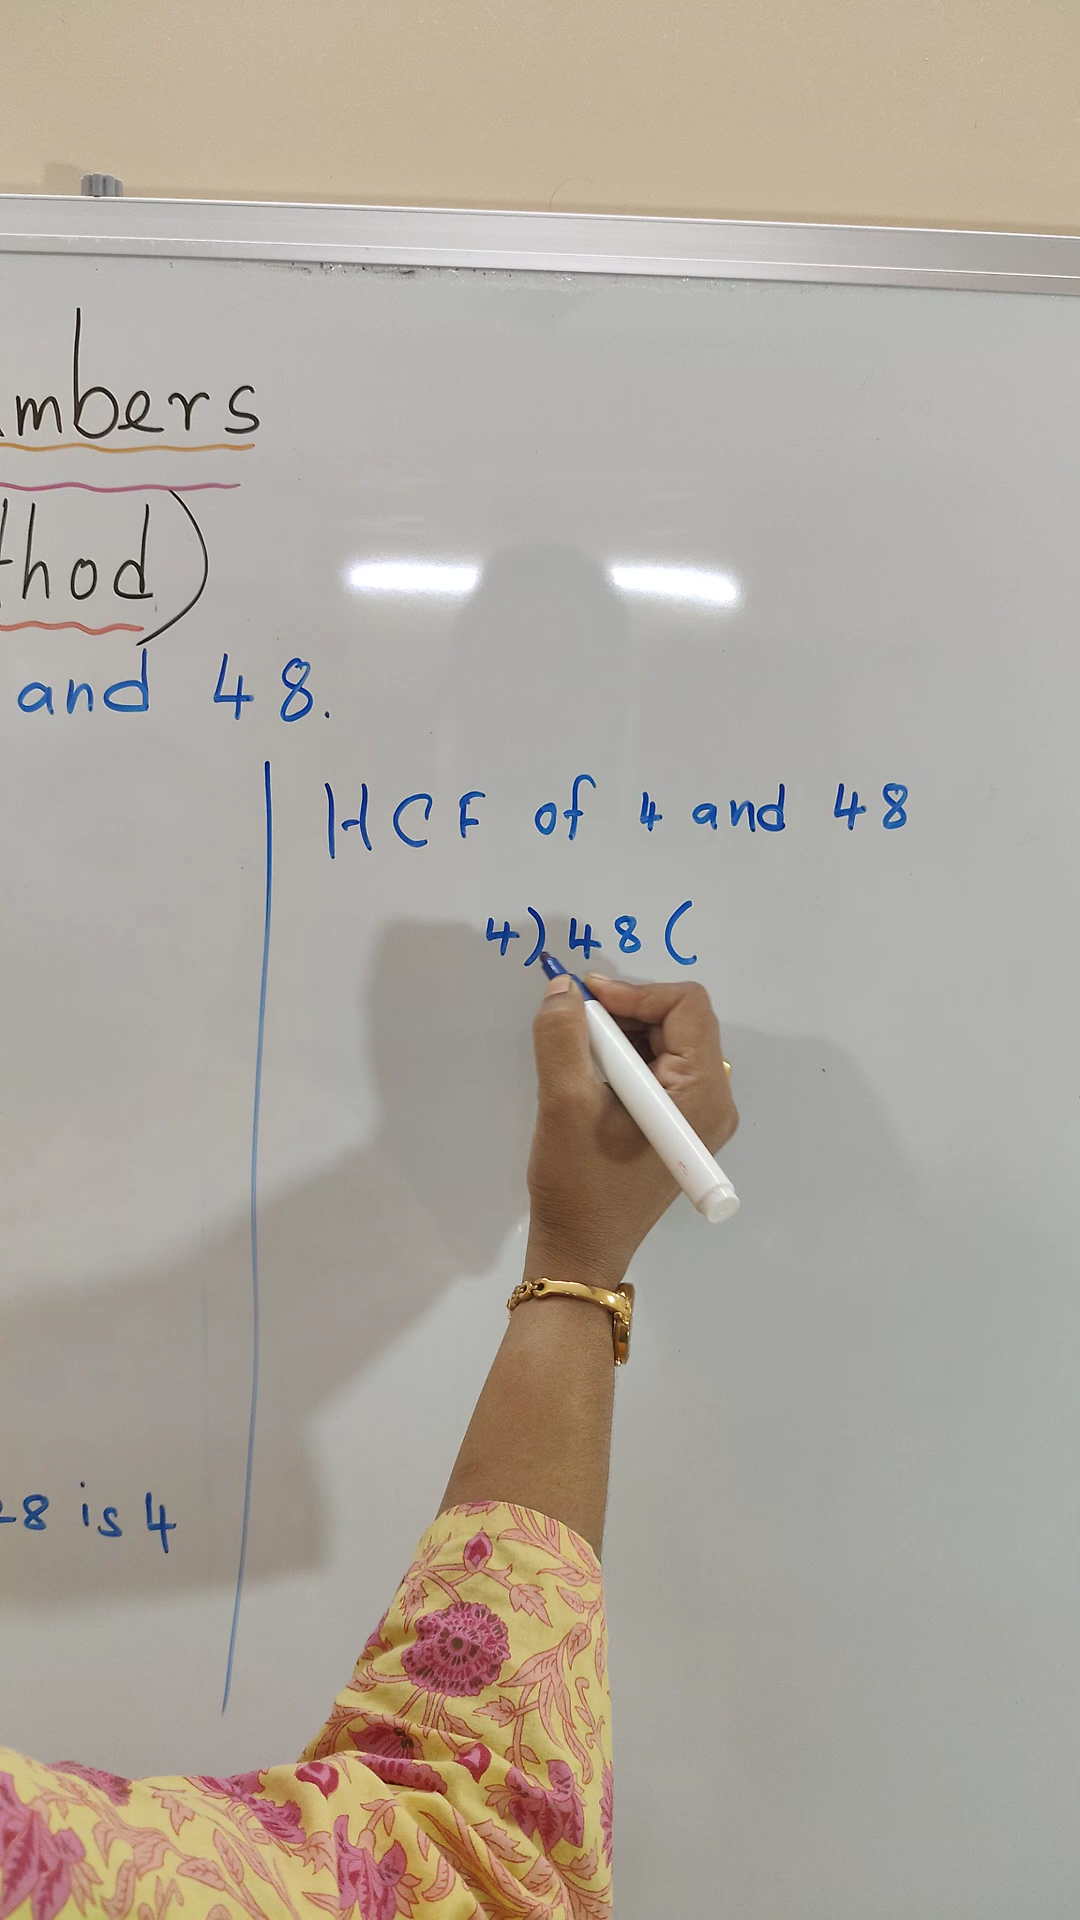 mbers
thod)
and 48.
HCF of 4 and 48
4)48(
8 is 4